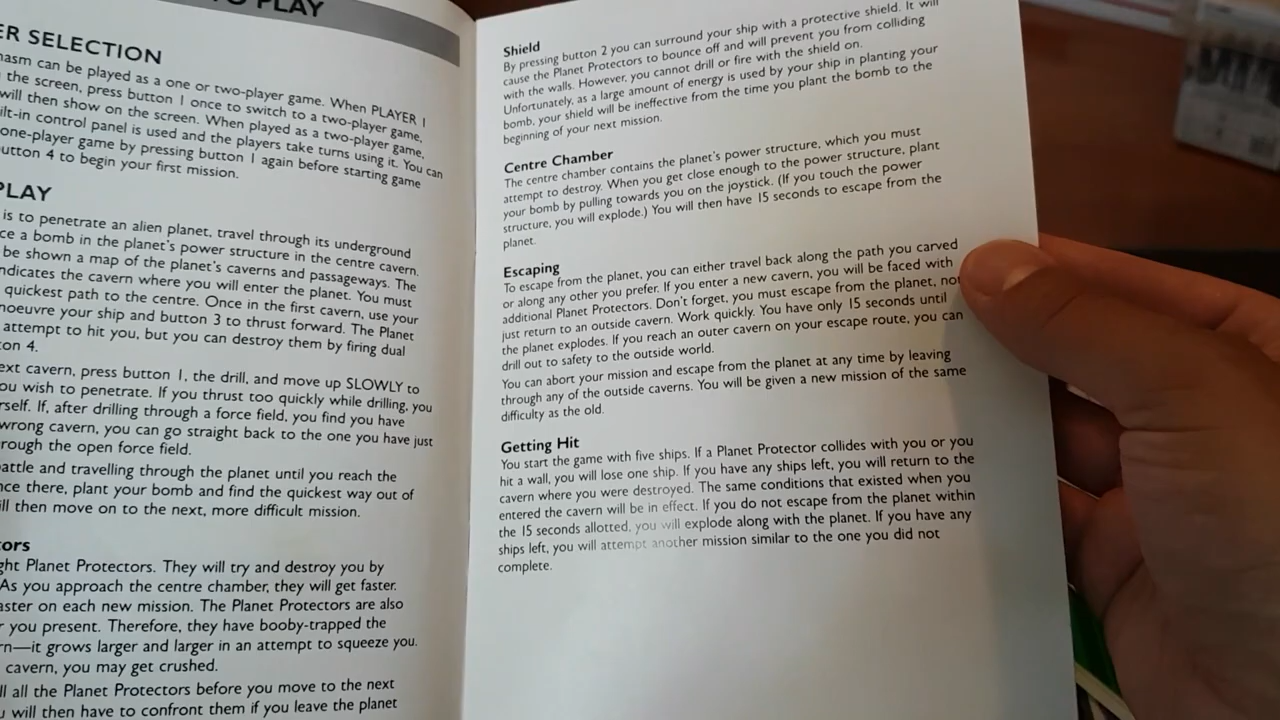 O PLAY
ER SELECTION
hasm can be played as a one or two-player game. When PLAYER 1
the screen, press button 1 once to switch to a two-player game,
will then show on the screen. When played as a two-player game,
ilt-in control panel is used and the players take turns using it. You can
one-player game by pressing button 1 again before starting game
utton 4 to begin your first mission.
PLAY
is to penetrate an alien planet, travel through its underground
ce a bomb in the planet's power structure in the centre cavern.
be shown a map of the planet's caverns and passageways. The
ndicates the cavern where you will enter the planet. You must
quickest path to the centre. Once in the first cavern, use your
noeuvre your ship and button 3 to thrust forward. The Planet
attempt to hit you, but you can destroy them by firing dual
ton 4.
ext cavern, press button 1, the drill, and move up SLOWLY to
ou wish to penetrate. If you thrust too quickly while drilling, you
rself. If, after drilling through a force field, you find you have
wrong cavern, you can go straight back to the one you have just
rough the open force field.
attle and travelling through the planet until you reach the
nce there, plant your bomb and find the quickest way out of
ill then move on to the next, more difficult mission.
tors
ght Planet Protectors. They will try and destroy you by
As you approach the centre chamber, they will get faster.
aster on each new mission. The Planet Protectors are also
r you present. Therefore, they have booby-trapped the
rn—it grows larger and larger in an attempt to squeeze you.
cavern, you may get crushed.
ll all the Planet Protectors before you move to the next
u will then have to confront them if you leave the planet
Shield
By pressing button 2 you can surround your ship with a protective shield. It will
cause the Planet Protectors to bounce off and will prevent you from colliding
with the walls. However, you cannot drill or fire with the shield on.
Unfortunately, as a large amount of energy is used by your ship in planting your
bomb, your shield will be ineffective from the time you plant the bomb to the
beginning of your next mission.
Centre Chamber
The centre chamber contains the planet's power structure, which you must
attempt to destroy. When you get close enough to the power structure, plant
your bomb by pulling towards you on the joystick. (If you touch the power
structure, you will explode.) You will then have 15 seconds to escape from the
planet.
Escaping
To escape from the planet, you can either travel back along the path you carved
or along any other you prefer. If you enter a new cavern, you will be faced with
additional Planet Protectors. Don't forget, you must escape from the planet, not
just return to an outside cavern. Work quickly. You have only 15 seconds until
the planet explodes. If you reach an outer cavern on your escape route, you can
drill out to safety to the outside world.
You can abort your mission and escape from the planet at any time by leaving
through any of the outside caverns. You will be given a new mission of the same
difficulty as the old.
Getting Hit
You start the game with five ships. If a Planet Protector collides with you or you
hit a wall, you will lose one ship. If you have any ships left, you will return to the
cavern where you were destroyed. The same conditions that existed when you
entered the cavern will be in effect. If you do not escape from the planet within
the 15 seconds allotted, you will explode along with the planet. If you have any
ships left, you will attempt another mission similar to the one you did not
complete.